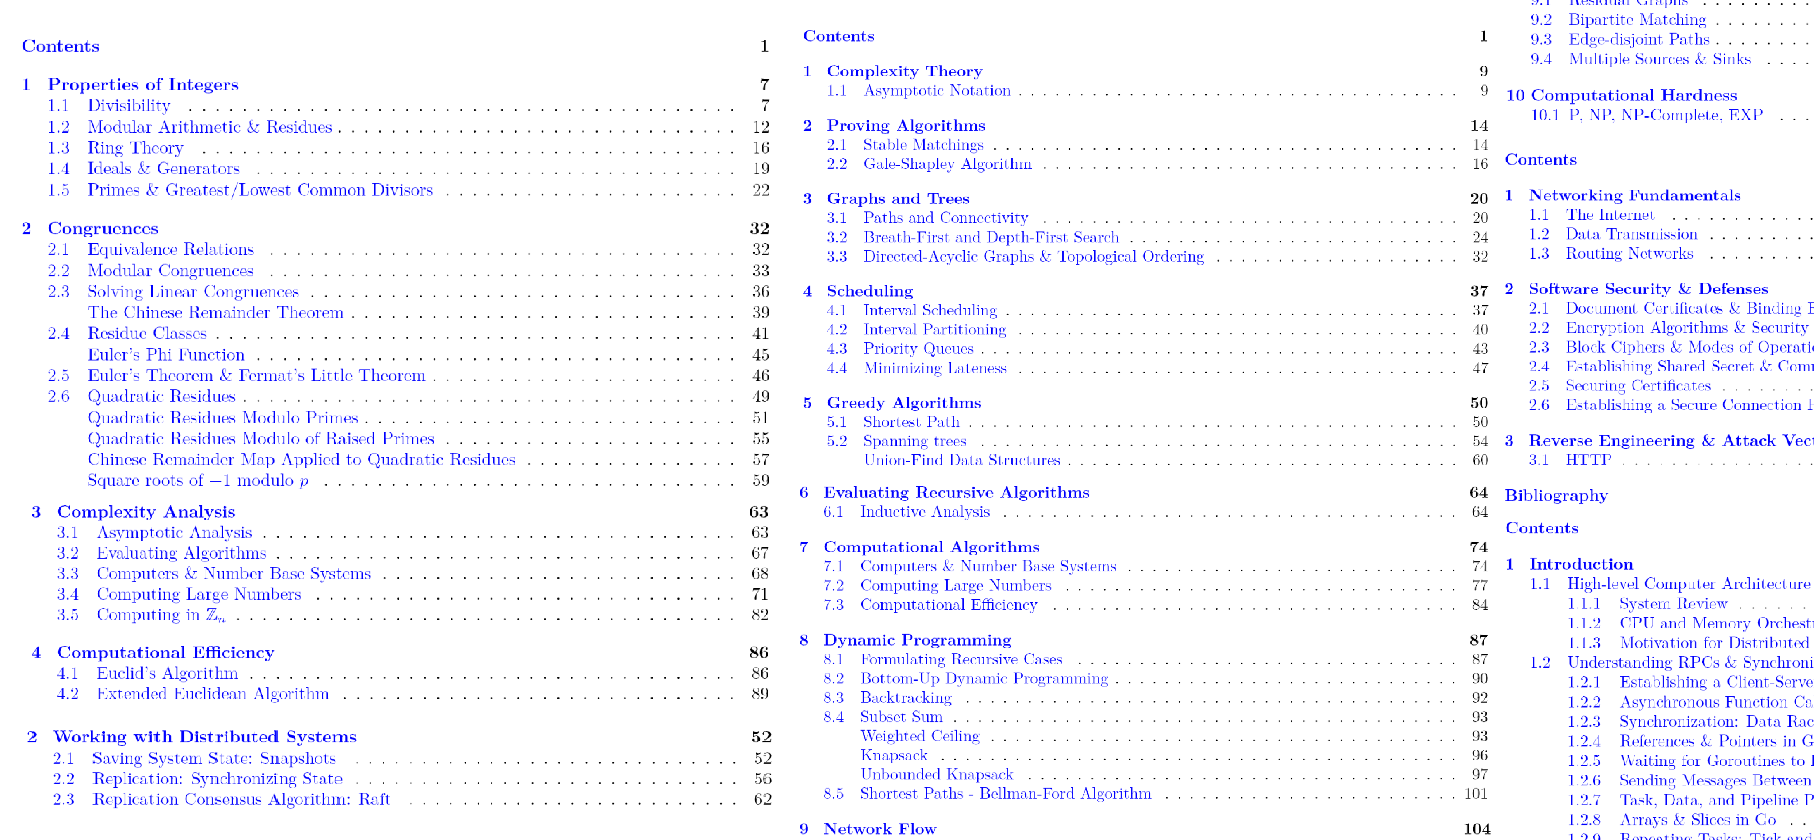 Contents 1
1 Properties of Integers 7
1.1 Divisibility 7
1.2 Modular Arithmetic & Residues 12
1.3 Ring Theory 16
1.4 Ideals & Generators 19
1.5 Primes & Greatest/Lowest Common Divisors 22
2 Congruences 32
2.1 Equivalence Relations 32
2.2 Modular Congruences 33
2.3 Solving Linear Congruences 36
The Chinese Remainder Theorem 39
2.4 Residue Classes 41
Euler's Phi Function 45
2.5 Euler's Theorem & Fermat's Little Theorem 46
2.6 Quadratic Residues 49
Quadratic Residues Modulo Primes 51
Quadratic Residues Modulo of Raised Primes 55
Chinese Remainder Map Applied to Quadratic Residues 57
Square roots of −1 modulo p 59
3 Complexity Analysis 63
3.1 Asymptotic Analysis 63
3.2 Evaluating Algorithms 67
3.3 Computers & Number Base Systems 68
3.4 Computing Large Numbers 71
3.5 Computing in ℤn 82
4 Computational Efficiency 86
4.1 Euclid's Algorithm 86
4.2 Extended Euclidean Algorithm 89
2 Working with Distributed Systems 52
2.1 Saving System State: Snapshots 52
2.2 Replication: Synchronizing State 56
2.3 Replication Consensus Algorithm: Raft 62
Contents 1
1 Complexity Theory 9
1.1 Asymptotic Notation 9
2 Proving Algorithms 14
2.1 Stable Matchings 14
2.2 Gale-Shapley Algorithm 16
3 Graphs and Trees 20
3.1 Paths and Connectivity 20
3.2 Breath-First and Depth-First Search 24
3.3 Directed-Acyclic Graphs & Topological Ordering 32
4 Scheduling 37
4.1 Interval Scheduling 37
4.2 Interval Partitioning 40
4.3 Priority Queues 43
4.4 Minimizing Lateness 47
5 Greedy Algorithms 50
5.1 Shortest Path 50
5.2 Spanning trees 54
Union-Find Data Structures 60
6 Evaluating Recursive Algorithms 64
6.1 Inductive Analysis 64
7 Computational Algorithms 74
7.1 Computers & Number Base Systems 74
7.2 Computing Large Numbers 77
7.3 Computational Efficiency 84
8 Dynamic Programming 87
8.1 Formulating Recursive Cases 87
8.2 Bottom-Up Dynamic Programming 90
8.3 Backtracking 92
8.4 Subset Sum 93
Weighted Ceiling 93
Knapsack 96
Unbounded Knapsack 97
8.5 Shortest Paths - Bellman-Ford Algorithm 101
9 Network Flow 104
9.1 Residual Graphs
9.2 Bipartite Matching
9.3 Edge-disjoint Paths
9.4 Multiple Sources & Sinks
10 Computational Hardness
10.1 P, NP, NP-Complete, EXP
Contents
1 Networking Fundamentals
1.1 The Internet
1.2 Data Transmission
1.3 Routing Networks
2 Software Security & Defenses
2.1 Document Certificates & Binding
2.2 Encryption Algorithms & Security
2.3 Block Ciphers & Modes of Operatio
2.4 Establishing Shared Secret & Com
2.5 Securing Certificates
2.6 Establishing a Secure Connection
3 Reverse Engineering & Attack Vect
3.1 HTTP
Bibliography
Contents
1 Introduction
1.1 High-level Computer Architecture
1.1.1 System Review
1.1.2 CPU and Memory Orchestr
1.1.3 Motivation for Distributed
1.2 Understanding RPCs & Synchroni
1.2.1 Establishing a Client-Serve
1.2.2 Asynchronous Function Ca
1.2.3 Synchronization: Data Rac
1.2.4 References & Pointers in G
1.2.5 Waiting for Goroutines to
1.2.6 Sending Messages Between
1.2.7 Task, Data, and Pipeline P
1.2.8 Arrays & Slices in Go
1.2.9 Repeating Tasks: Tick and